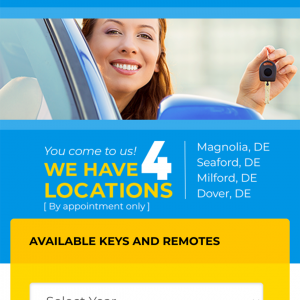 You come to us!
WE HAVE 4
LOCATIONS
[ By appointment only ]
Magnolia, DE
Seaford, DE
Milford, DE
Dover, DE
AVAILABLE KEYS AND REMOTES
Select Year